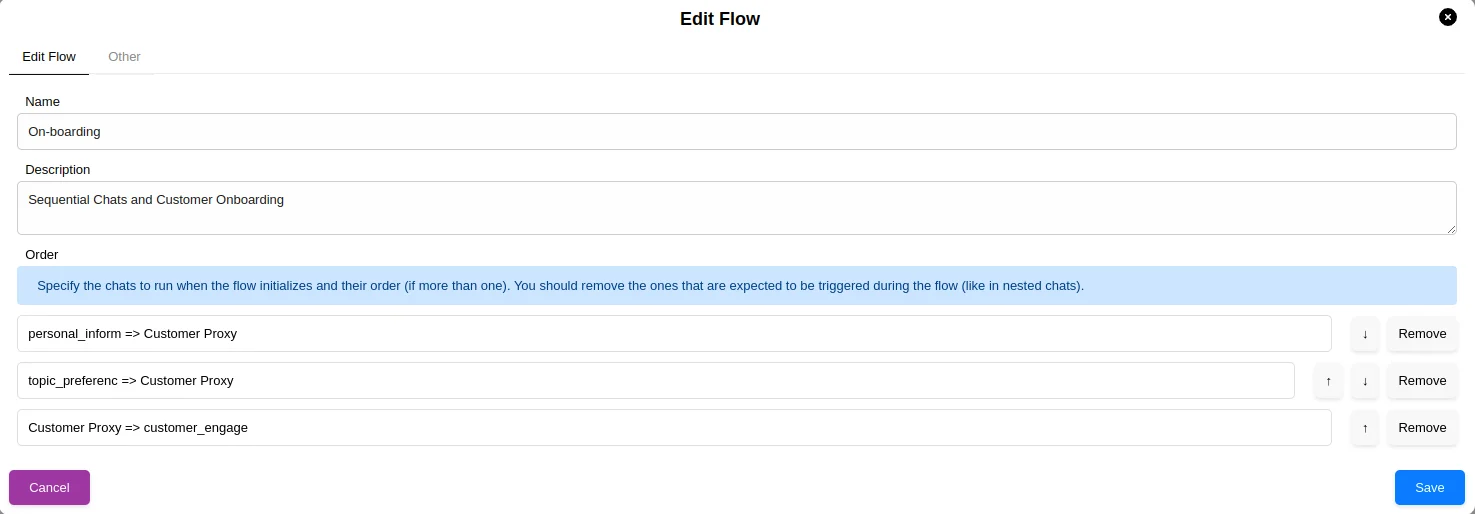 Edit Flow
Edit Flow Other
Name
On-boarding
Description
Sequential Chats and Customer Onboarding
Order
Specify the chats to run when the flow initializes and their order (if more than one). You should remove the ones that are expected to be triggered during the flow (like in nested chats).
personal_inform => Customer Proxy ↓ Remove
topic_preferenc => Customer Proxy ↑ ↓ Remove
Customer Proxy => customer_engage ↑ Remove
Cancel Save